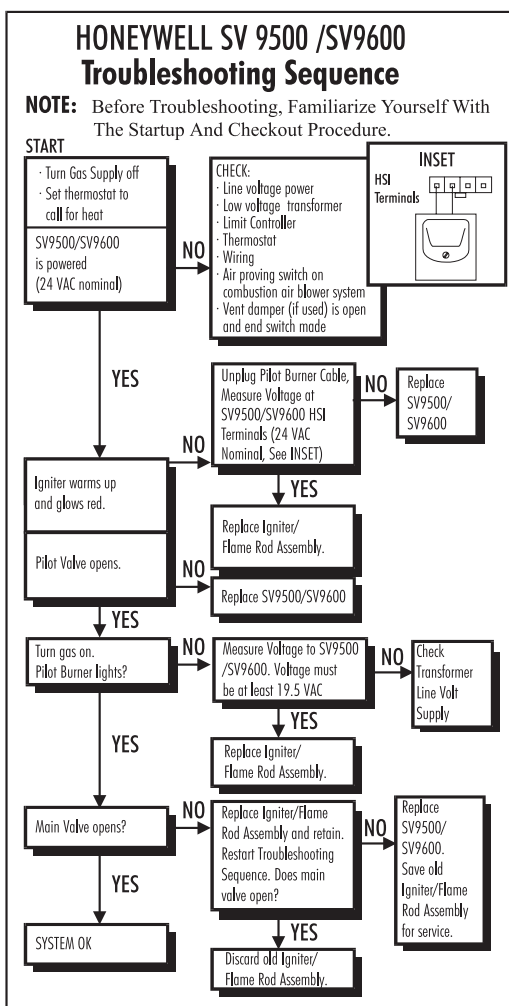 HONEYWELL SV 9500 /SV9600
Troubleshooting Sequence
NOTE: Before Troubleshooting, Familiarize Yourself With
The Startup And Checkout Procedure.
START
· Turn Gas Supply off
· Set thermostat to
call for heat
SV9500/SV9600
is powered
(24 VAC nominal)
NO
CHECK:
· Line voltage power
· Low voltage transformer
· Limit Controller
· Thermostat
· Wiring
· Air proving switch on
combustion air blower system
· Vent damper (if used) is open
and end switch made
INSET
HSI
Terminals
YES
Igniter warms up
and glows red.
NO
Unplug Pilot Burner Cable,
Measure Voltage at
SV9500/SV9600 HSI
Terminals (24 VAC
Nominal, See INSET)
NO
Replace
SV9500/
SV9600
YES
Replace Igniter/
Flame Rod Assembly.
Pilot Valve opens.
NO
Replace SV9500/SV9600
YES
Turn gas on.
Pilot Burner lights?
NO
Measure Voltage to SV9500
/SV9600. Voltage must
be at least 19.5 VAC
NO
Check
Transformer
Line Volt
Supply
YES
Replace Igniter/
Flame Rod Assembly.
YES
Main Valve opens?
NO
Replace Igniter/Flame
Rod Assembly and retain.
Restart Troubleshooting
Sequence. Does main
valve open?
NO
Replace
SV9500/
SV9600.
Save old
Igniter/Flame
Rod Assembly
for service.
YES
Discard old Igniter/
Flame Rod Assembly.
YES
SYSTEM OK